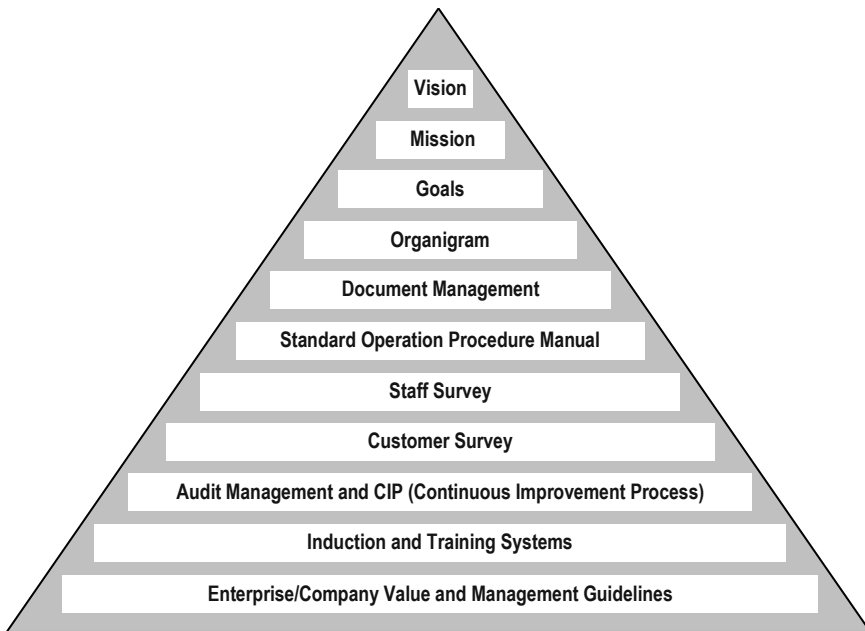 Vision
Mission
Goals
Organigram
Document Management
Standard Operation Procedure Manual
Staff Survey
Customer Survey
Audit Management and CIP (Continuous Improvement Process)
Induction and Training Systems
Enterprise/Company Value and Management Guidelines